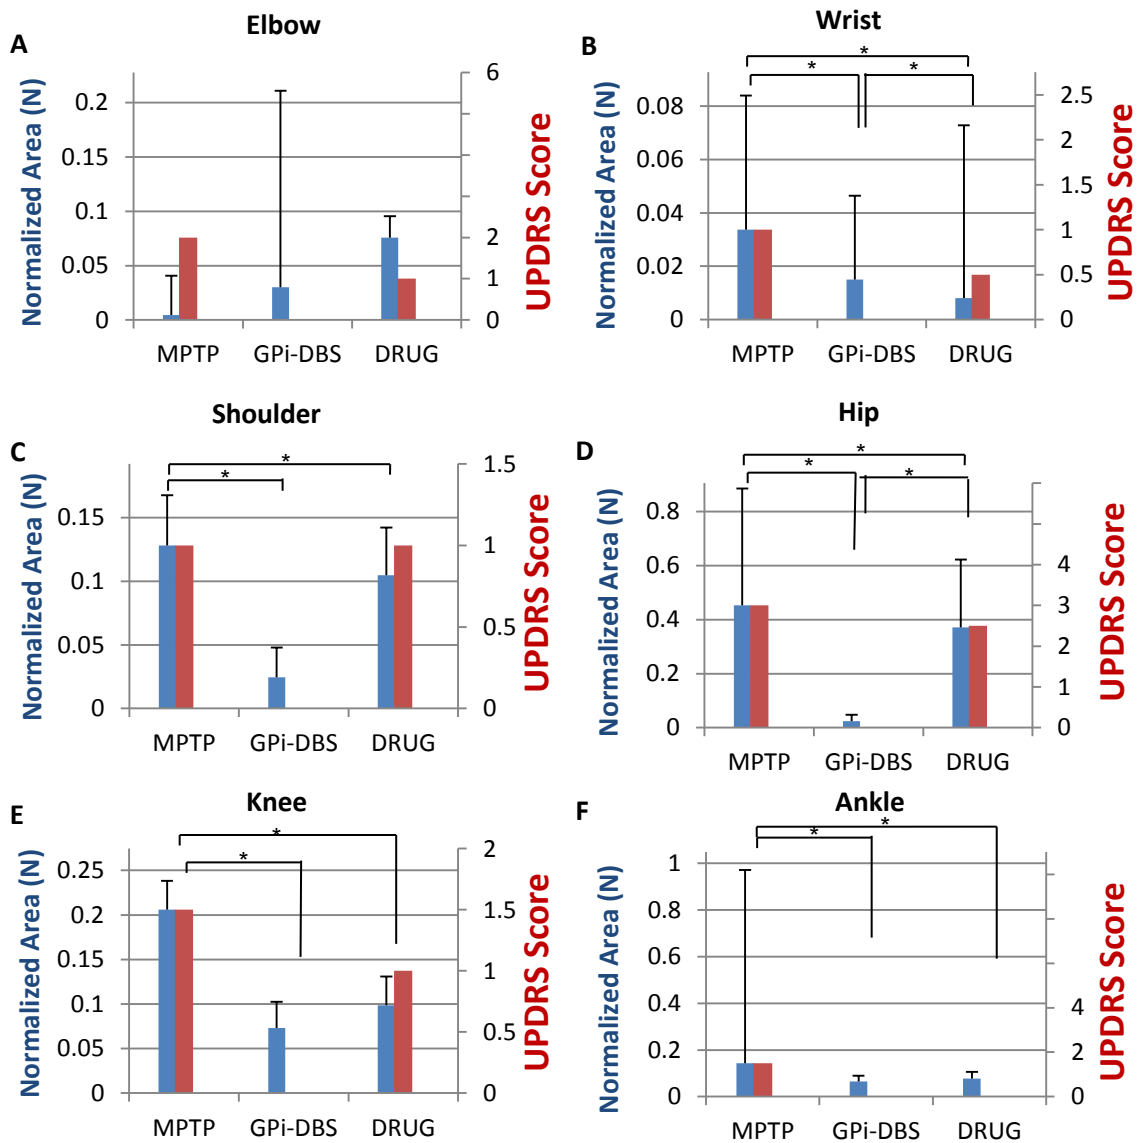 A
Elbow
Normalized Area (N)
0.2
0.15
0.1
0.05
0
6
2
1
0
UPDRS Score
MPTP GPi-DBS DRUG
B
Wrist
*
* *
Normalized Area (N)
0.08
0.06
0.04
0.02
0
2.5
2
1.5
1
0.5
0
UPDRS Score
MPTP GPi-DBS DRUG
C
Shoulder
*
*
Normalized Area (N)
0.15
0.1
0.05
0
1.5
1
0.5
0
UPDRS Score
MPTP GPi-DBS DRUG
D
Hip
*
* *
Normalized Area (N)
0.8
0.6
0.4
0.2
0
4
3
2
1
0
UPDRS Score
MPTP GPi-DBS DRUG
E
Knee
*
*
Normalized Area (N)
0.25
0.2
0.15
0.1
0.05
0
2
1.5
1
0.5
0
UPDRS Score
MPTP GPi-DBS DRUG
F
Ankle
*
*
Normalized Area (N)
1
0.8
0.6
0.4
0.2
0
4
2
0
UPDRS Score
MPTP GPi-DBS DRUG